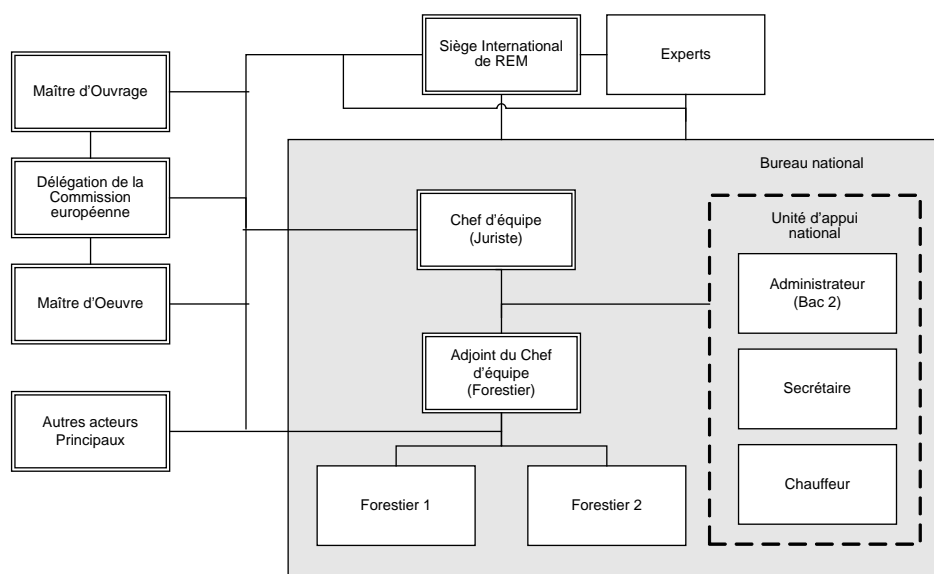 Siège International
de REM
Experts
Maître d'Ouvrage
Délégation de la
Commission
européenne
Maître d'Oeuvre
Autres acteurs
Principaux
Bureau national
Chef d'équipe
(Juriste)
Adjoint du Chef
d'équipe
(Forestier)
Forestier 1
Forestier 2
Unité d'appui
national
Administrateur
(Bac 2)
Secrétaire
Chauffeur